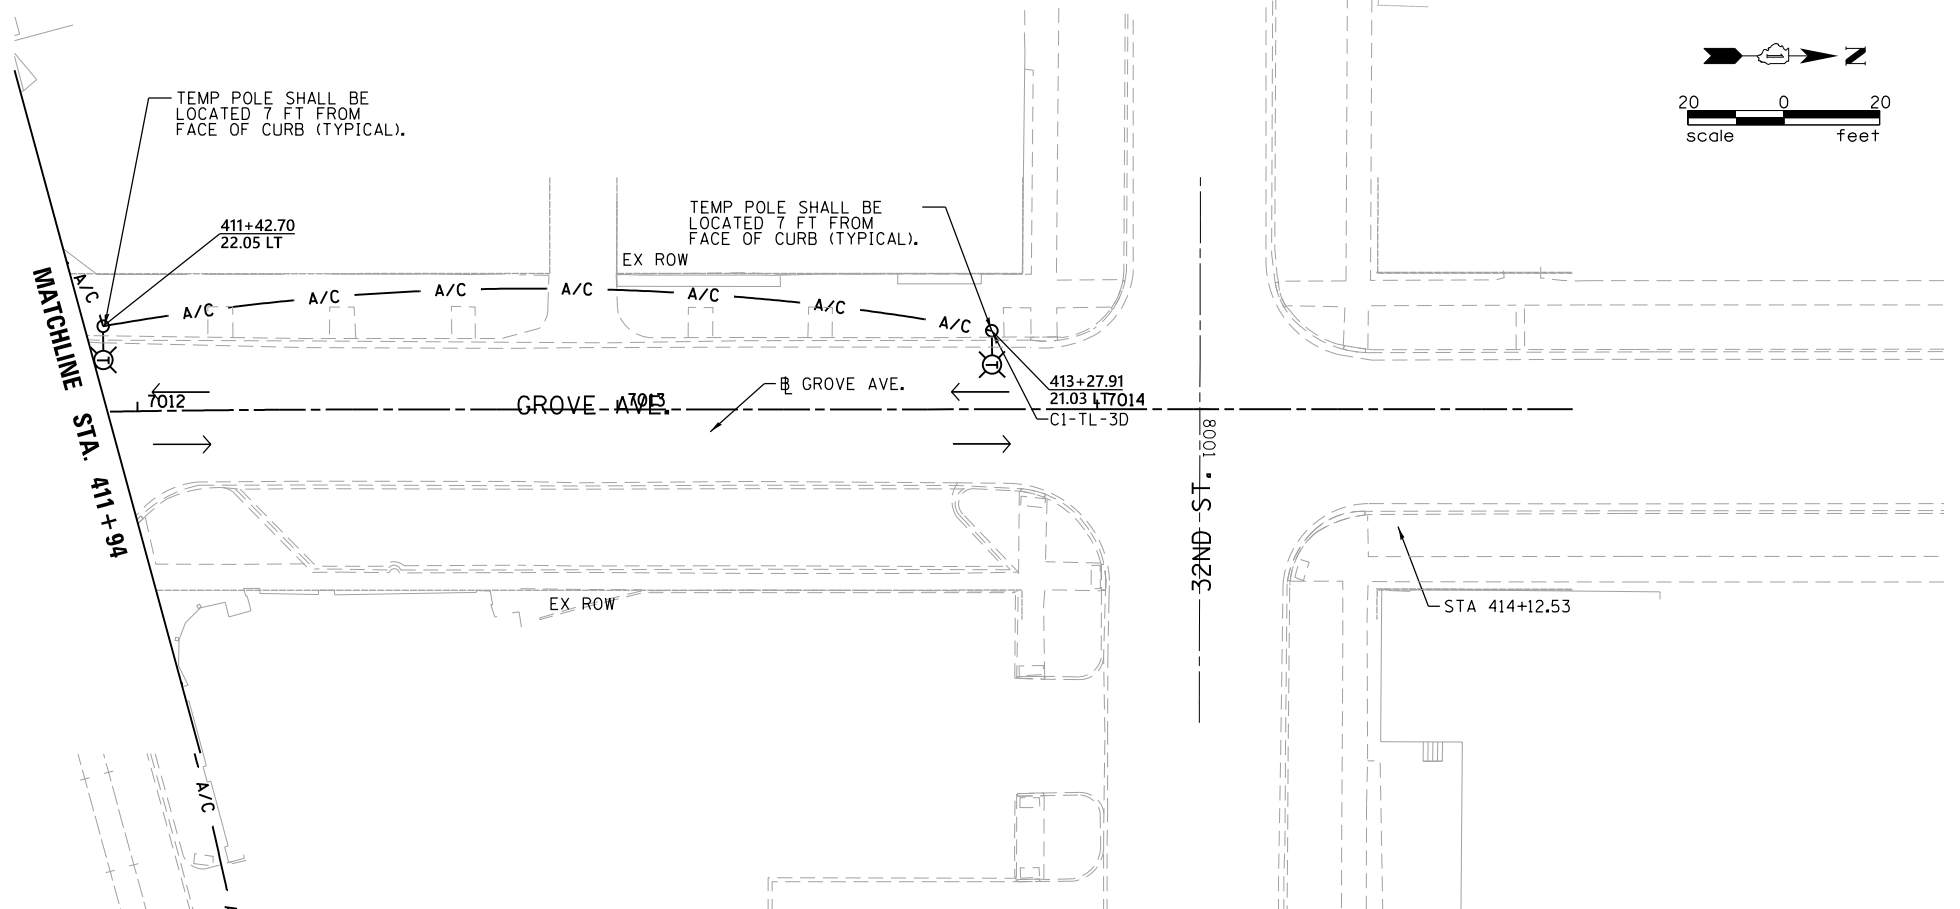 N
20 0 20
scale feet
TEMP POLE SHALL BE
LOCATED 7 FT FROM
FACE OF CURB (TYPICAL).
411+42.70
22.05 LT
TEMP POLE SHALL BE
LOCATED 7 FT FROM
FACE OF CURB (TYPICAL).
EX ROW
A/C
A/C
A/C
A/C
A/C
A/C
A/C
A/C
MATCHLINE STA. 411+94
T
T
413+27.91
21.03 LT
C1-TL-3D
℄ GROVE AVE.
7012
GROVE AVE.
7013
7014
8001
32ND ST.
EX ROW
STA 414+12.53
A/C